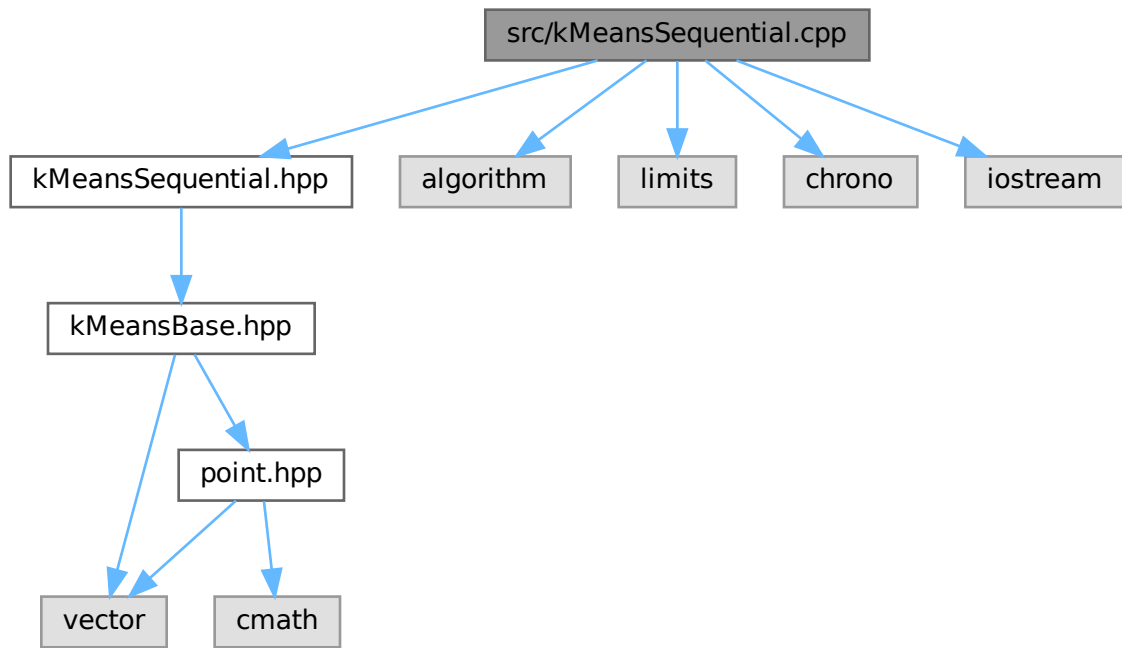 src/kMeansSequential.cpp
kMeansSequential.hpp
algorithm
limits
chrono
iostream
kMeansBase.hpp
point.hpp
vector
cmath